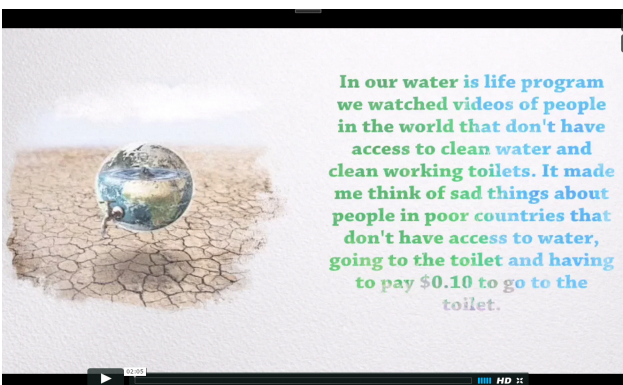 In our water is life program
we watched videos of people
in the world that don't have
access to clean water and
clean working toilets. It made
me think of sad things about
people in poor countries that
don't have access to water,
going to the toilet and having
to pay $0.10 to go to the
toilet.
02:05
HD